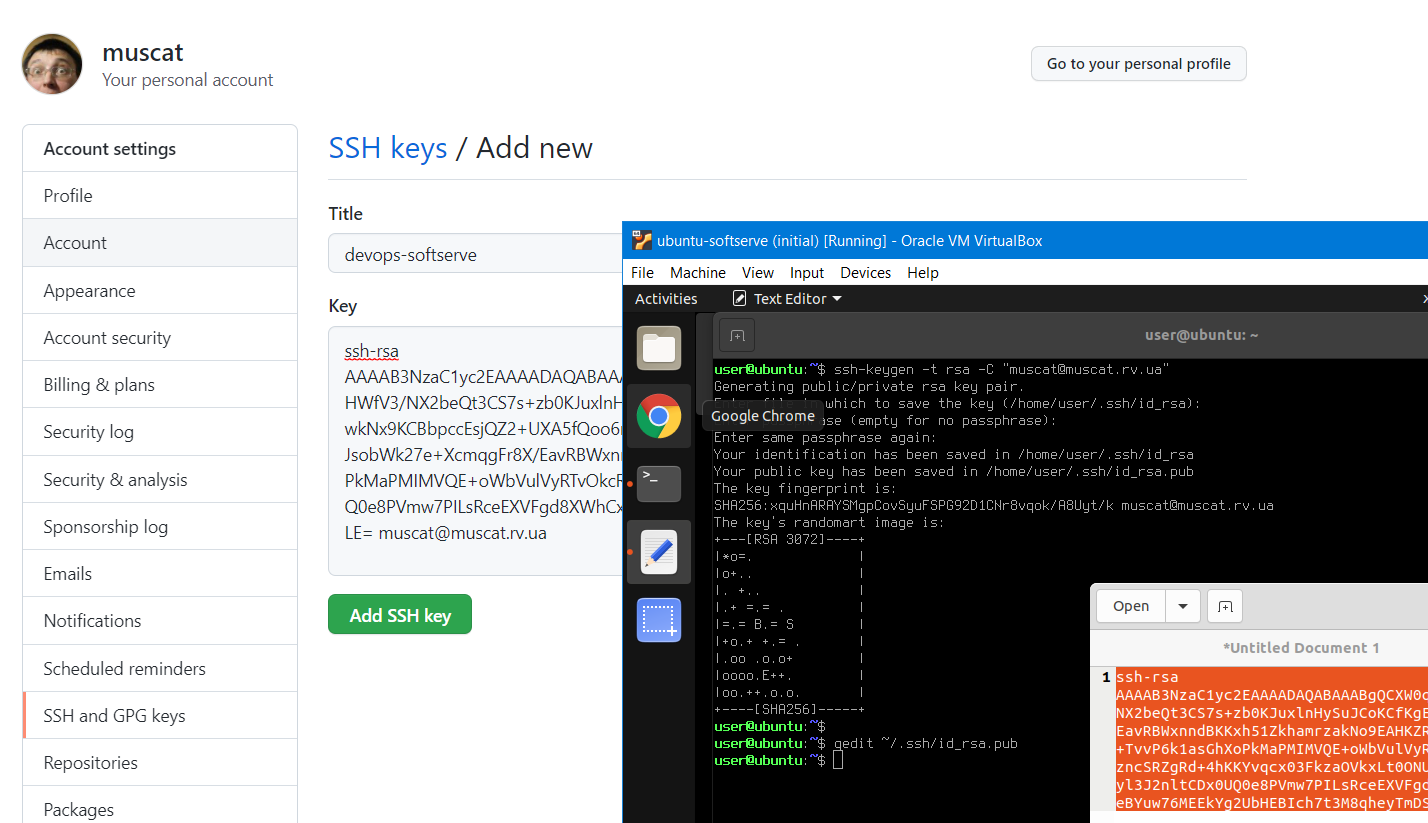 muscat
Your personal account
Go to your personal profile
Account settings
Profile
Account
Appearance
Account security
Billing & plans
Security log
Security & analysis
Sponsorship log
Emails
Notifications
Scheduled reminders
SSH and GPG keys
Repositories
Packages
SSH keys / Add new
Title
devops-softserve
Key
ssh-rsa
AAAAB3NzaC1yc2EAAAADAQABAAA
HWfV3/NX2beQt3CS7s+zb0KJuxlnH
wkNx9KCBbpccEsjQZ2+UXA5fQoo6
JsobWk27e+XcmqgFr8X/EavRBWxn
PkMaPMIMVQE+oWbVulVyRTvOkcR
Q0e8PVmw7PILsRceEXVFgd8XWhCx
LE= muscat@muscat.rv.ua
Add SSH key
ubuntu-softserve (initial) [Running] - Oracle VM VirtualBox
File Machine View Input Devices Help
Activities Text Editor
user@ubuntu: ~
user@ubuntu:~$ ssh-keygen -t rsa -C "muscat@muscat.rv.ua"
Generating public/private rsa key pair.
which to save the key (/home/user/.ssh/id_rsa):
Google Chrome
(empty for no passphrase):
Enter same passphrase again:
Your identification has been saved in /home/user/.ssh/id_rsa
Your public key has been saved in /home/user/.ssh/id_rsa.pub
The key fingerprint is:
SHA256:xquHnARAYSMgpCovSyuFSPG92D1CNr8vqok/A8Uyt/k muscat@muscat.rv.ua
The key's randomart image is:
+---[RSA 3072]----+
|*o=. |
|o+.. |
|. +.. |
|.+ =.= . |
|=.= B.= S |
|+o.+ +.= . |
|.oo .o.o+ |
|oooo.E++. |
|oo.++.o.o. |
+----[SHA256]-----+
user@ubuntu:~$
user@ubuntu:~$ gedit ~/.ssh/id_rsa.pub
user@ubuntu:~$
Open
*Untitled Document 1
1 ssh-rsa
AAAAB3NzaC1yc2EAAAADAQABAAABgQCXW0
NX2beQt3CS7s+zb0KJuxlnHySuJCoKCfKgE
EavRBWxnndBKKxh51ZkhamrzakNo9EAHKZR
+TvvP6k1asGhXoPkMaPMIMVQE+oWbVulVyR
zncSRZgRd+4hKKYvqcx03FkzaOVkxLt0ONU
yl3J2nltCDx0UQ0e8PVmw7PILsRceEXVFgd
eBYuw76MEEkYg2UbHEBIch7t3M8qheyTmDS